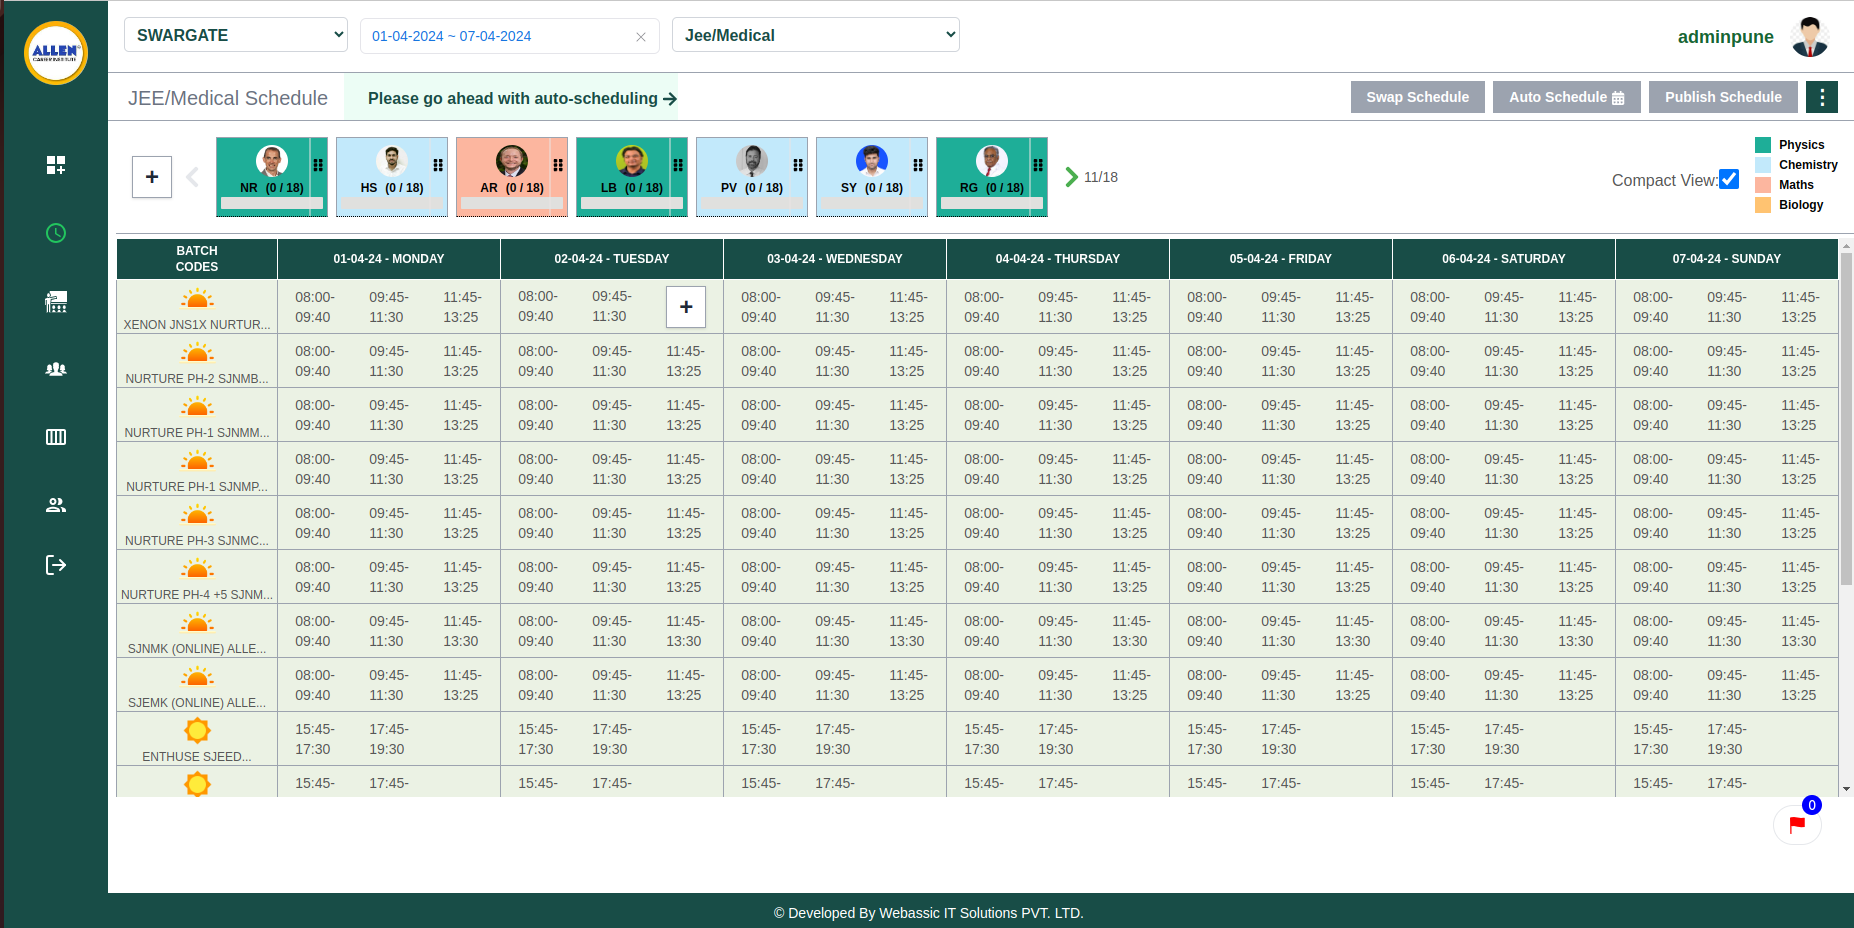 ALLEN
CAREER INSTITUTE
SWARGATE
01-04-2024 ~ 07-04-2024
Jee/Medical
adminpune
JEE/Medical Schedule
Please go ahead with auto-scheduling
Swap Schedule
Auto Schedule
Publish Schedule
+
NR (0 / 18)
HS (0 / 18)
AR (0 / 18)
LB (0 / 18)
PV (0 / 18)
SY (0 / 18)
RG (0 / 18)
11/18
Compact View:
Physics
Chemistry
Maths
Biology
BATCH CODES 01-04-24 - MONDAY 02-04-24 - TUESDAY 03-04-24 - WEDNESDAY 04-04-24 - THURSDAY 05-04-24 - FRIDAY 06-04-24 - SATURDAY 07-04-24 - SUNDAY
XENON JNS1X NURTUR... 08:00-09:40 09:45-11:30 11:45-13:25 08:00-09:40 09:45-11:30 + 08:00-09:40 09:45-11:30 11:45-13:25 08:00-09:40 09:45-11:30 11:45-13:25 08:00-09:40 09:45-11:30 11:45-13:25 08:00-09:40 09:45-11:30 11:45-13:25 08:00-09:40 09:45-11:30 11:45-13:25
NURTURE PH-2 SJNMB... 08:00-09:40 09:45-11:30 11:45-13:25 08:00-09:40 09:45-11:30 11:45-13:25 08:00-09:40 09:45-11:30 11:45-13:25 08:00-09:40 09:45-11:30 11:45-13:25 08:00-09:40 09:45-11:30 11:45-13:25 08:00-09:40 09:45-11:30 11:45-13:25 08:00-09:40 09:45-11:30 11:45-13:25
NURTURE PH-1 SJNMM... 08:00-09:40 09:45-11:30 11:45-13:25 08:00-09:40 09:45-11:30 11:45-13:25 08:00-09:40 09:45-11:30 11:45-13:25 08:00-09:40 09:45-11:30 11:45-13:25 08:00-09:40 09:45-11:30 11:45-13:25 08:00-09:40 09:45-11:30 11:45-13:25 08:00-09:40 09:45-11:30 11:45-13:25
NURTURE PH-1 SJNMP... 08:00-09:40 09:45-11:30 11:45-13:25 08:00-09:40 09:45-11:30 11:45-13:25 08:00-09:40 09:45-11:30 11:45-13:25 08:00-09:40 09:45-11:30 11:45-13:25 08:00-09:40 09:45-11:30 11:45-13:25 08:00-09:40 09:45-11:30 11:45-13:25 08:00-09:40 09:45-11:30 11:45-13:25
NURTURE PH-3 SJNMC... 08:00-09:40 09:45-11:30 11:45-13:25 08:00-09:40 09:45-11:30 11:45-13:25 08:00-09:40 09:45-11:30 11:45-13:25 08:00-09:40 09:45-11:30 11:45-13:25 08:00-09:40 09:45-11:30 11:45-13:25 08:00-09:40 09:45-11:30 11:45-13:25 08:00-09:40 09:45-11:30 11:45-13:25
NURTURE PH-4 +5 SJNM... 08:00-09:40 09:45-11:30 11:45-13:25 08:00-09:40 09:45-11:30 11:45-13:25 08:00-09:40 09:45-11:30 11:45-13:25 08:00-09:40 09:45-11:30 11:45-13:25 08:00-09:40 09:45-11:30 11:45-13:25 08:00-09:40 09:45-11:30 11:45-13:25 08:00-09:40 09:45-11:30 11:45-13:25
SJNMK (ONLINE) ALLE... 08:00-09:40 09:45-11:30 11:45-13:30 08:00-09:40 09:45-11:30 11:45-13:30 08:00-09:40 09:45-11:30 11:45-13:30 08:00-09:40 09:45-11:30 11:45-13:30 08:00-09:40 09:45-11:30 11:45-13:30 08:00-09:40 09:45-11:30 11:45-13:30 08:00-09:40 09:45-11:30 11:45-13:30
SJEMK (ONLINE) ALLE... 08:00-09:40 09:45-11:30 11:45-13:25 08:00-09:40 09:45-11:30 11:45-13:25 08:00-09:40 09:45-11:30 11:45-13:25 08:00-09:40 09:45-11:30 11:45-13:25 08:00-09:40 09:45-11:30 11:45-13:25 08:00-09:40 09:45-11:30 11:45-13:25 08:00-09:40 09:45-11:30 11:45-13:25
ENTHUSE SJEED... 15:45-17:30 17:45-19:30 15:45-17:30 17:45-19:30 15:45-17:30 17:45-19:30 15:45-17:30 17:45-19:30 15:45-17:30 17:45-19:30 15:45-17:30 17:45-19:30 15:45-17:30 17:45-19:30
15:45- 17:45- 15:45- 17:45- 15:45- 17:45- 15:45- 17:45- 15:45- 17:45- 15:45- 17:45- 15:45- 17:45-
0
© Developed By Webassic IT Solutions PVT. LTD.